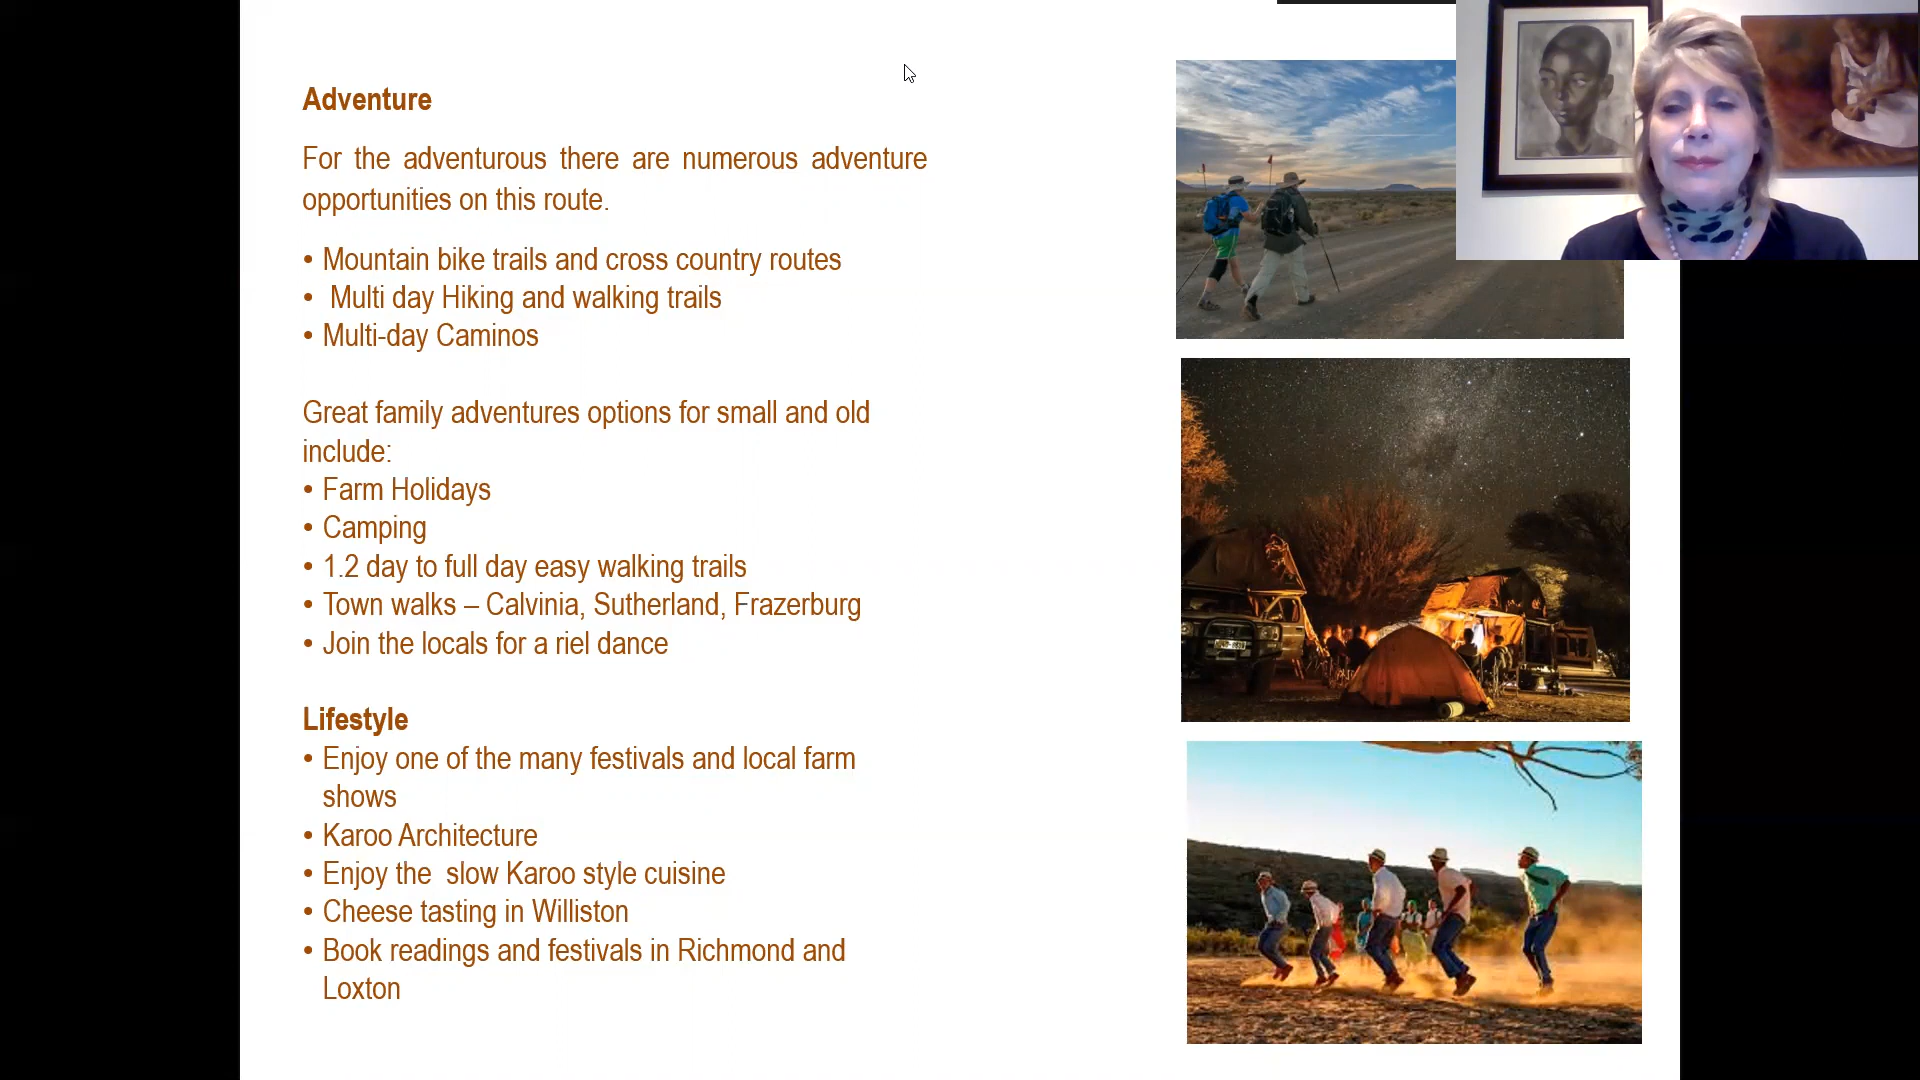 Adventure
For the adventurous there are numerous adventure
opportunities on this route.
• Mountain bike trails and cross country routes
• Multi day Hiking and walking trails
• Multi-day Caminos
Great family adventures options for small and old
include:
• Farm Holidays
• Camping
• 1.2 day to full day easy walking trails
• Town walks – Calvinia, Sutherland, Frazerburg
• Join the locals for a riel dance
Lifestyle
• Enjoy one of the many festivals and local farm
shows
• Karoo Architecture
• Enjoy the  slow Karoo style cuisine
• Cheese tasting in Williston
• Book readings and festivals in Richmond and
Loxton